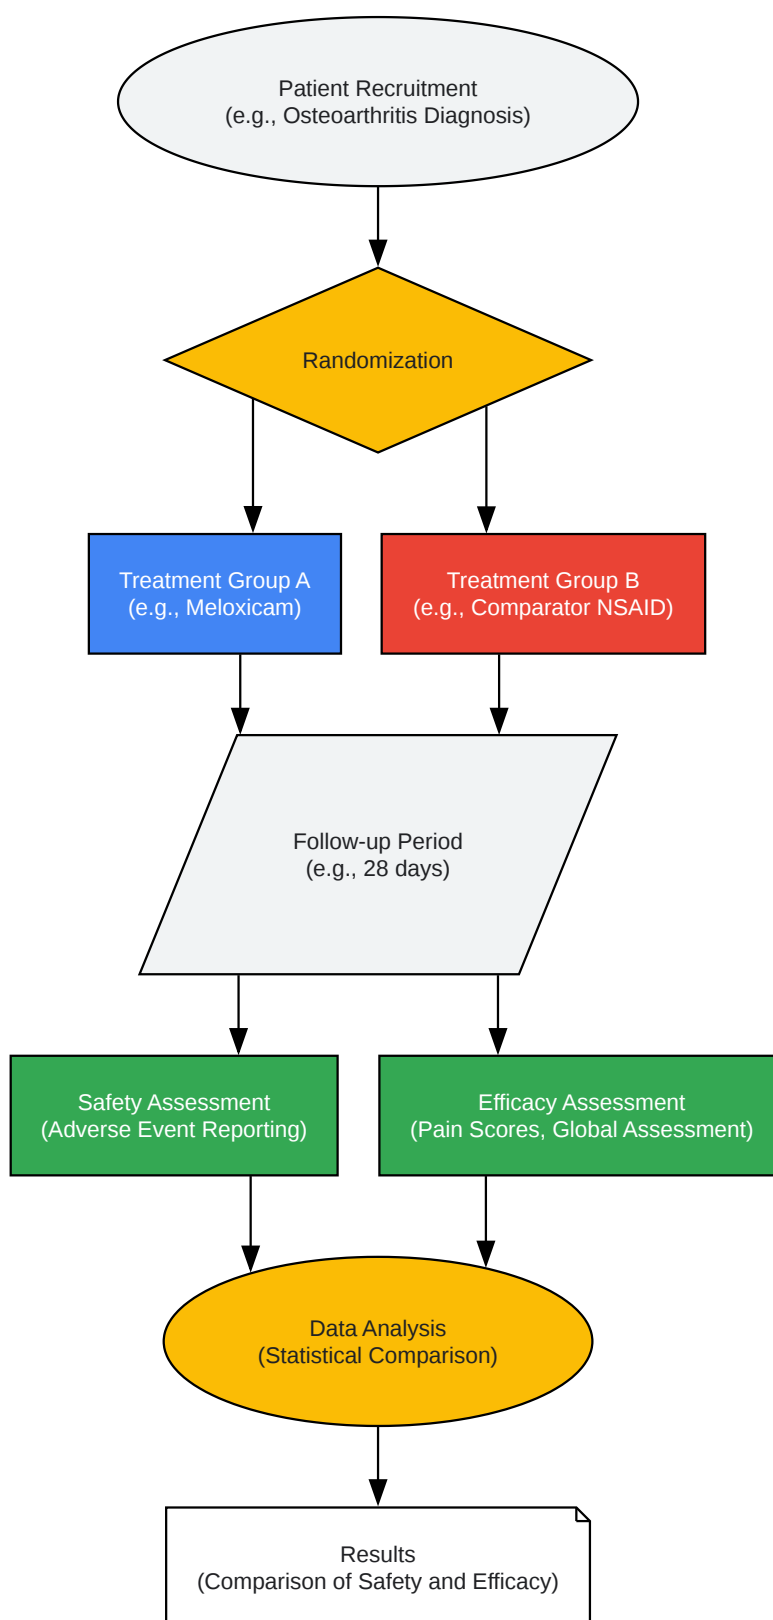 Patient Recruitment
(e.g., Osteoarthritis Diagnosis)
Randomization
Treatment Group A
(e.g., Meloxicam)
Treatment Group B
(e.g., Comparator NSAID)
Follow-up Period
(e.g., 28 days)
Safety Assessment
(Adverse Event Reporting)
Efficacy Assessment
(Pain Scores, Global Assessment)
Data Analysis
(Statistical Comparison)
Results
(Comparison of Safety and Efficacy)